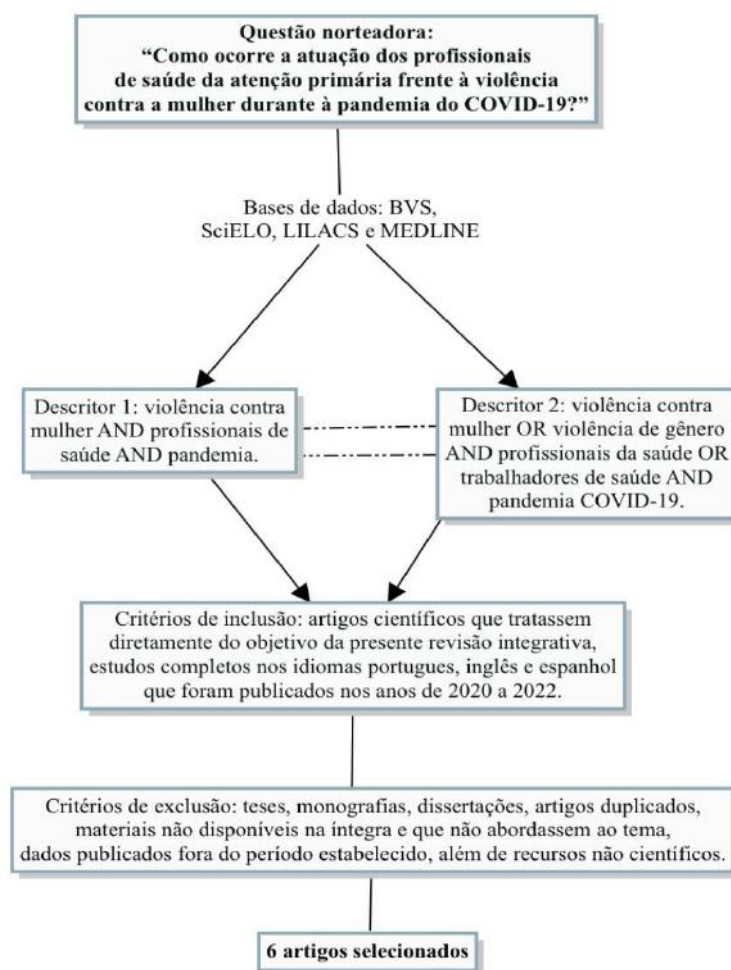 Questão norteadora:
“Como ocorre a atuação dos profissionais
de saúde da atenção primária frente à violência
contra a mulher durante à pandemia do COVID-19?”
Bases de dados: BVS,
SciELO, LILACS e MEDLINE
Descritor 1: violência contra
mulher AND profissionais de
saúde AND pandemia.
Descritor 2: violência contra
mulher OR violência de gênero
AND profissionais da saúde OR
trabalhadores de saúde AND
pandemia COVID-19.
Critérios de inclusão: artigos científicos que tratassem
diretamente do objetivo da presente revisão integrativa,
estudos completos nos idiomas portugues, inglês e espanhol
que foram publicados nos anos de 2020 a 2022.
Critérios de exclusão: teses, monografias, dissertações, artigos duplicados,
materiais não disponíveis na íntegra e que não abordassem ao tema,
dados publicados fora do período estabelecido, além de recursos não científicos.
6 artigos selecionados